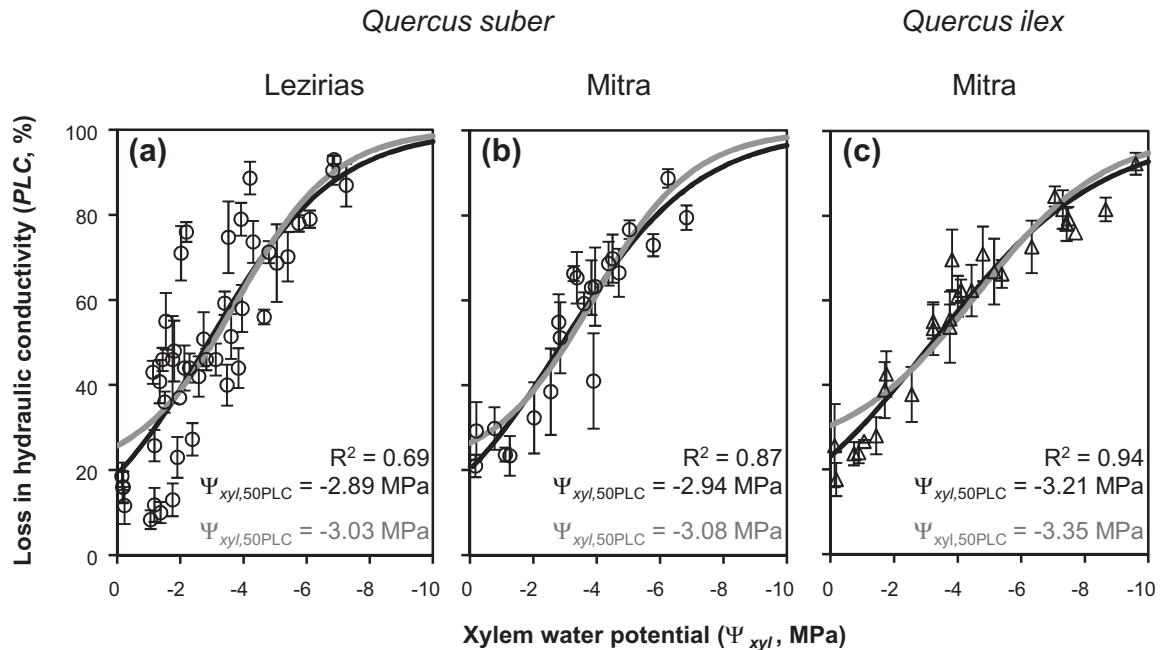 Quercus suber
Quercus ilex
Lezirias
Mitra
Mitra
Loss in hydraulic conductivity (PLC, %)
100
80
60
40
20
0
(a)
R² = 0.69
Ψxyl,50PLC = -2.89 MPa
Ψxyl,50PLC = -3.03 MPa
0 -2 -4 -6 -8 -10
(b)
R² = 0.87
Ψxyl,50PLC = -2.94 MPa
Ψxyl,50PLC = -3.08 MPa
0 -2 -4 -6 -8 -10
(c)
R² = 0.94
Ψxyl,50PLC = -3.21 MPa
Ψxyl,50PLC = -3.35 MPa
0 -2 -4 -6 -8 -10
Xylem water potential (Ψxyl, MPa)